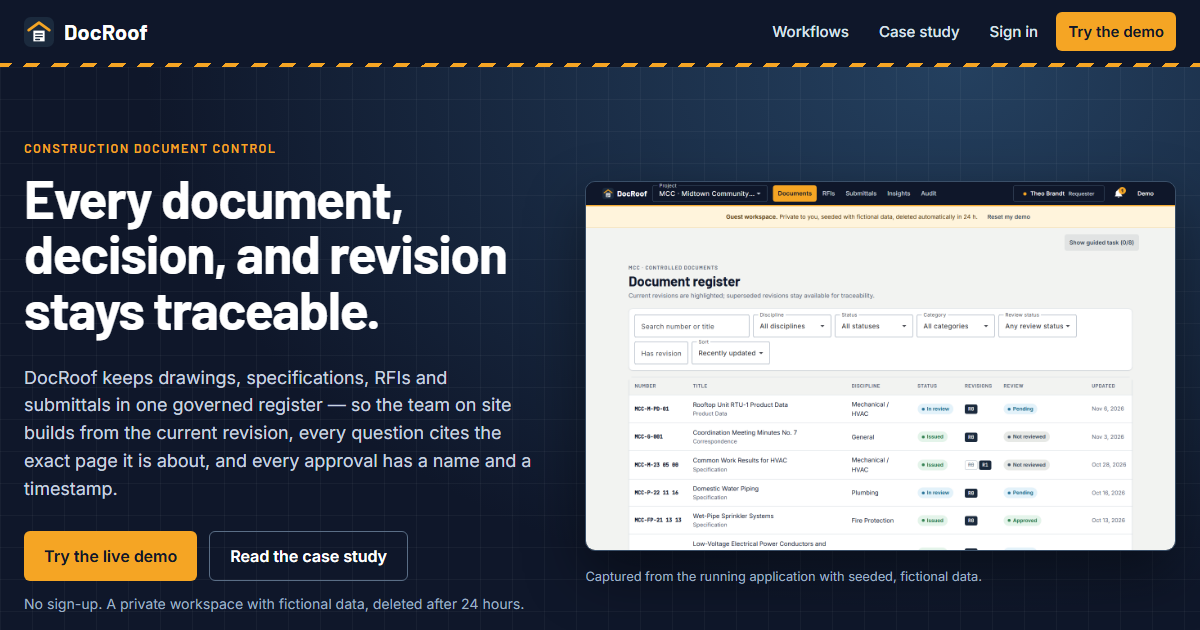 DocRoof
Workflows
Case study
Sign in
Try the demo
CONSTRUCTION DOCUMENT CONTROL
Every document,
decision, and revision
stays traceable.
DocRoof keeps drawings, specifications, RFIs and
submittals in one governed register — so the team on site
builds from the current revision, every question cites the
exact page it is about, and every approval has a name and a
timestamp.
Try the live demo
Read the case study
No sign-up. A private workspace with fictional data, deleted after 24 hours.
DocRoof
Project
MCC - Midtown Community...
Documents
RFIs
Submittals
Insights
Audit
Theo Brandt Requester
Demo
Guest workspace. Private to you, seeded with fictional data, deleted automatically in 24 h. Reset my demo
Show guided task (0/8)
MCC · CONTROLLED DOCUMENTS
Document register
Current revisions are highlighted; superseded revisions stay available for traceability.
Search number or title
Discipline
All disciplines
Status
All statuses
Category
All categories
Review status
Any review status
Has revision
Sort
Recently updated
NUMBER TITLE DISCIPLINE STATUS REVISIONS REVIEW UPDATED
MCC-M-PD-01 Rooftop Unit RTU-1 Product Data Mechanical / In review R0 Pending Nov 6, 2026
Product Data HVAC
MCC-G-001 Coordination Meeting Minutes No. 7 General Issued R0 Not reviewed Nov 3, 2026
Correspondence
MCC-M-23 05 00 Common Work Results for HVAC Mechanical / Issued R0 R1 Not reviewed Oct 28, 2026
Specification HVAC
MCC-P-22 11 16 Domestic Water Piping Plumbing In review R0 Pending Oct 16, 2026
Specification
MCC-FP-21 13 13 Wet-Pipe Sprinkler Systems Fire Protection Issued R0 Approved Oct 13, 2026
Specification
Low-Voltage Electrical Power Conductors and
Captured from the running application with seeded, fictional data.